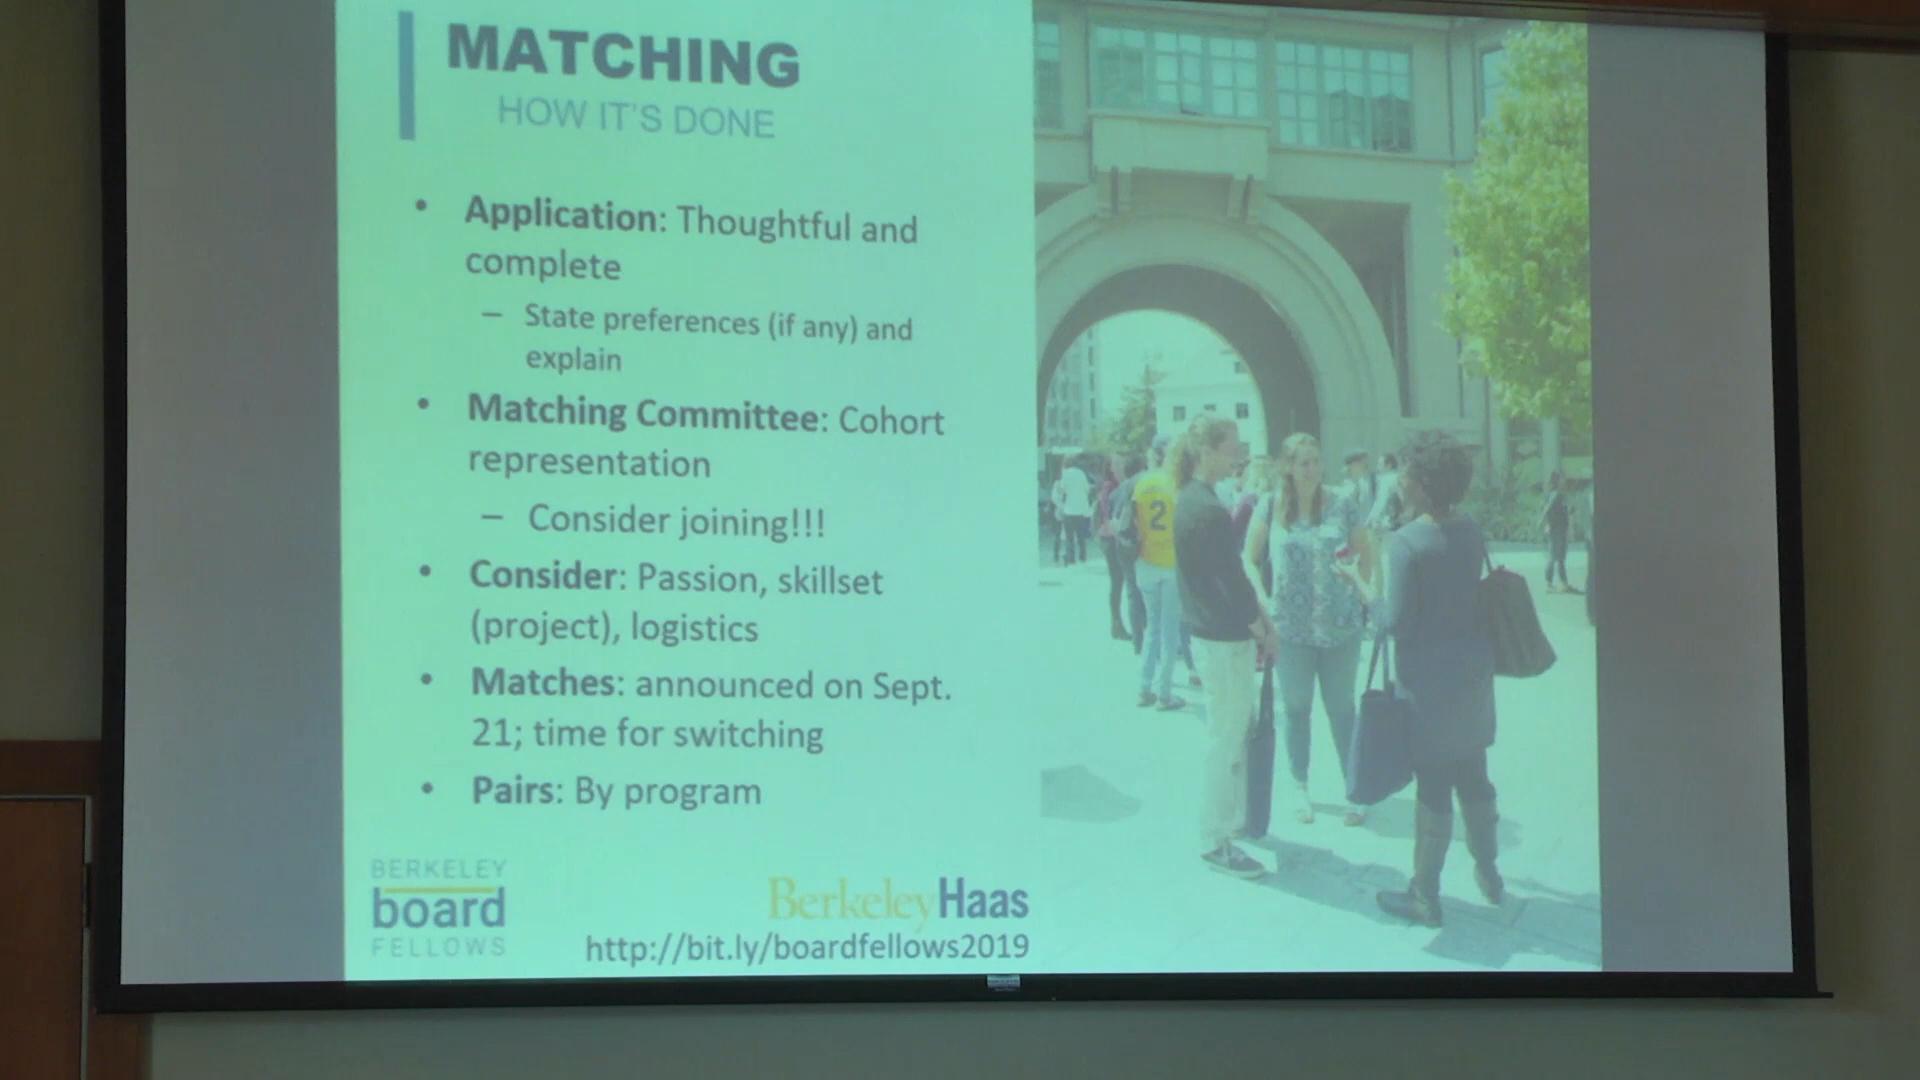 MATCHING
HOW IT'S DONE
• Application: Thoughtful and
complete
– State preferences (if any) and
explain
• Matching Committee: Cohort
representation
– Consider joining!!!
• Consider: Passion, skillset
(project), logistics
• Matches: announced on Sept.
21; time for switching
• Pairs: By program
2
BERKELEY
board
FELLOWS
BerkeleyHaas
http://bit.ly/boardfellows2019